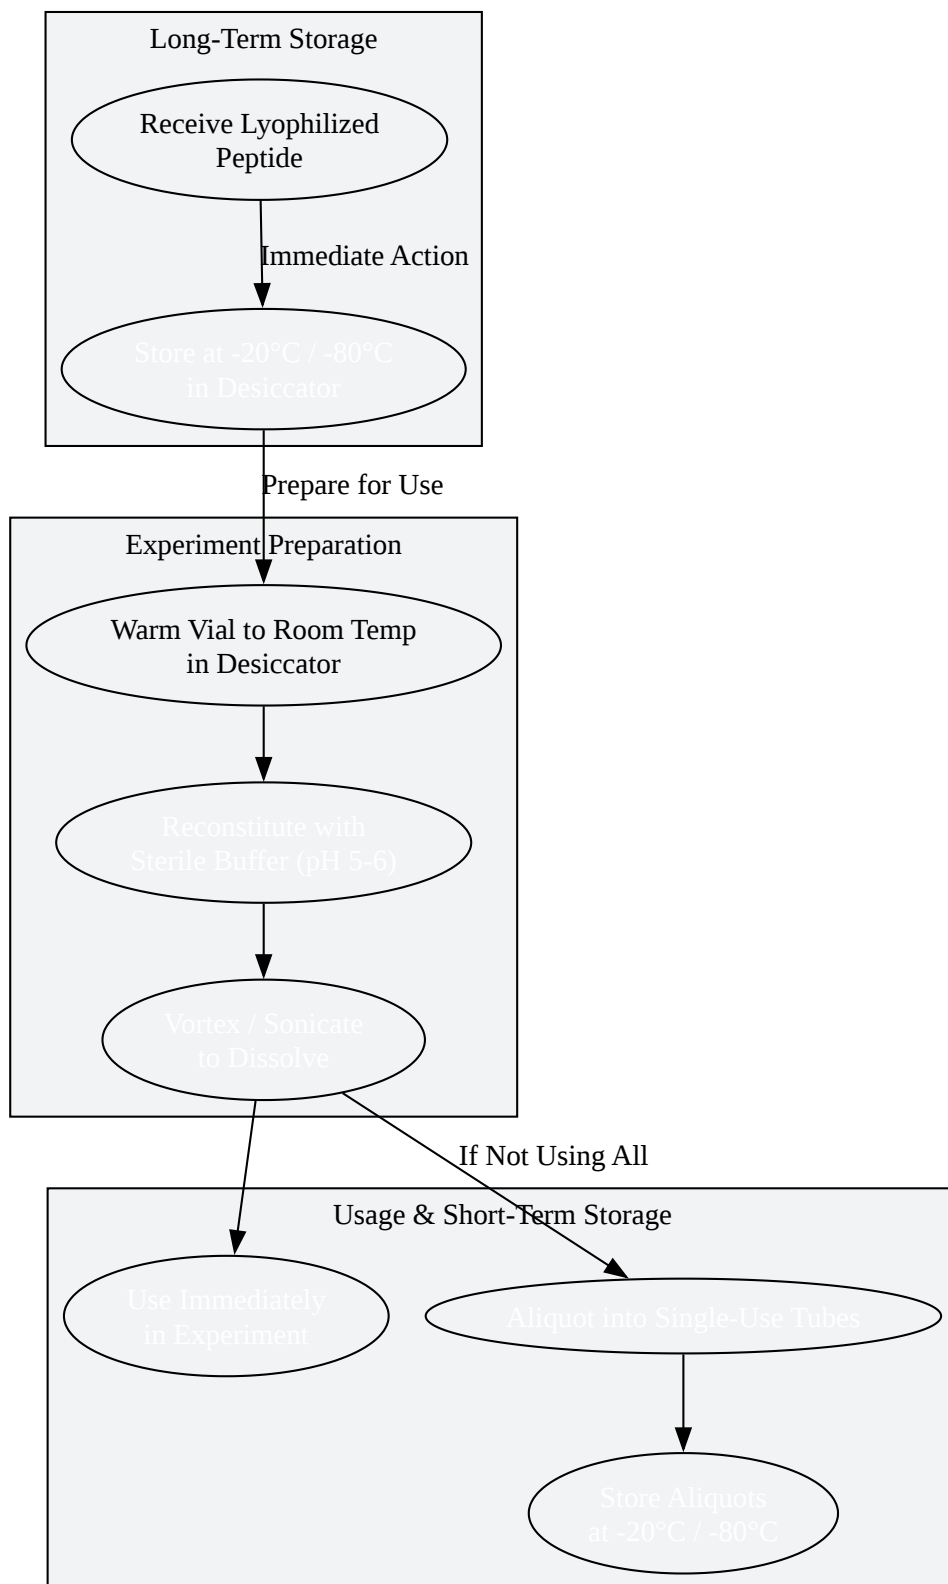 Long-Term Storage
Receive Lyophilized
Peptide
Immediate Action
Store at -20°C / -80°C
in Desiccator
Prepare for Use
Experiment Preparation
Warm Vial to Room Temp
in Desiccator
Reconstitute with
Sterile Buffer (pH 5-6)
Vortex / Sonicate
to Dissolve
If Not Using All
Usage & Short-Term Storage
Use Immediately
in Experiment
Aliquot into Single-Use Tubes
Store Aliquots
at -20°C / -80°C